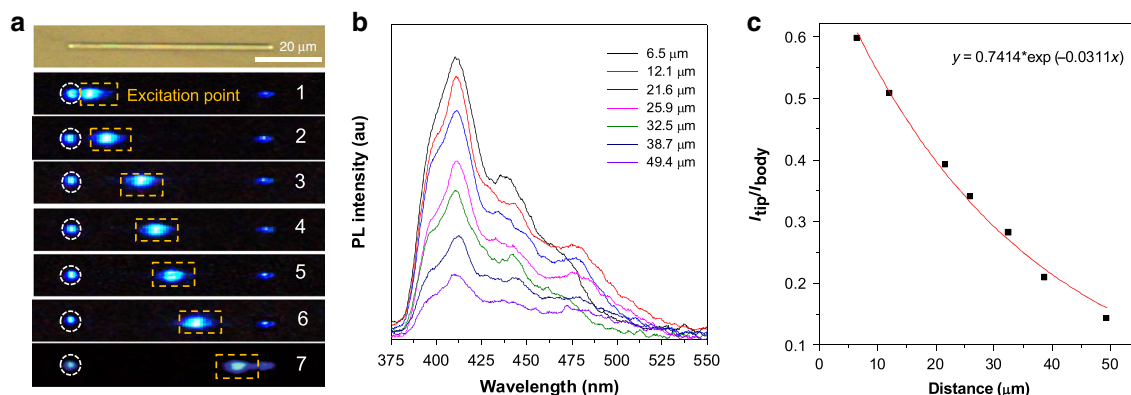 a
20 μm
Excitation point
1
2
3
4
5
6
7
b
PL intensity (au)
6.5 μm
12.1 μm
21.6 μm
25.9 μm
32.5 μm
38.7 μm
49.4 μm
375 400 425 450 475 500 525 550
Wavelength (nm)
c
Itip//Ibody
0.6
0.5
0.4
0.3
0.2
0.1
y = 0.7414*exp (–0.0311x)
0 10 20 30 40 50
Distance (μm)